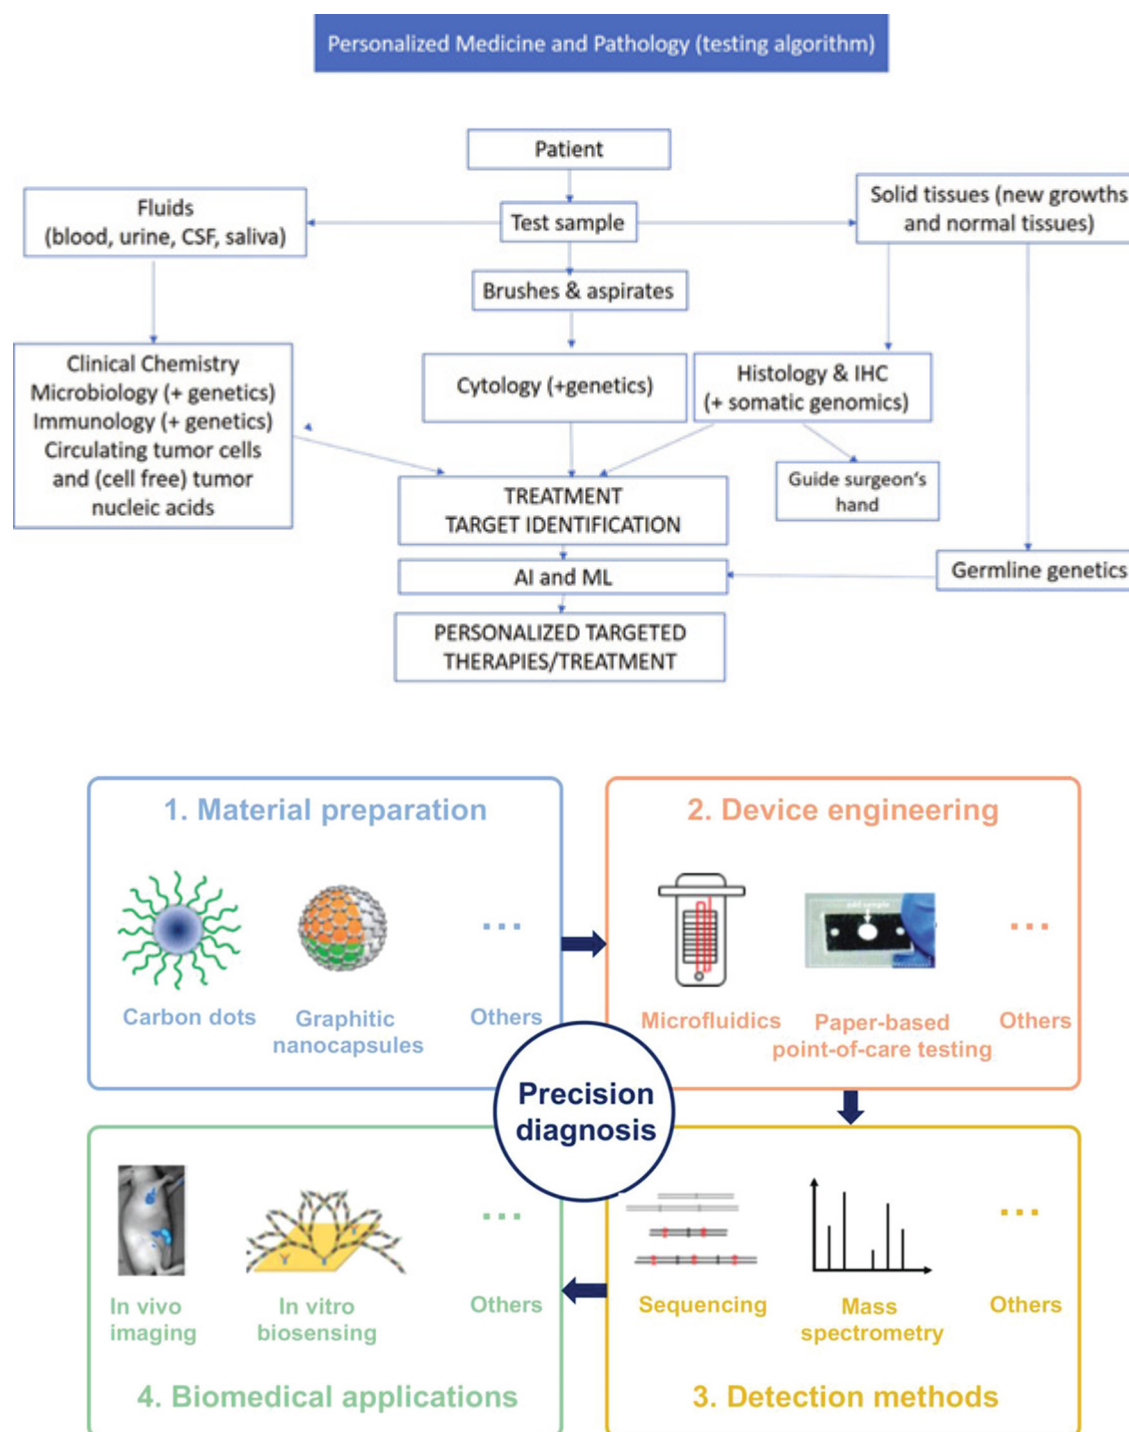 Personalized Medicine and Pathology (testing algorithm)
Patient
Fluids
(blood, urine, CSF, saliva)
Test sample
Solid tissues (new growths
and normal tissues)
Brushes & aspirates
Clinical Chemistry
Microbiology (+ genetics)
Immunology (+ genetics)
Circulating tumor cells
and (cell free) tumor
nucleic acids
Cytology (+genetics)
Histology & IHC
(+ somatic genomics)
Guide surgeon's
hand
TREATMENT
TARGET IDENTIFICATION
AI and ML
Germline genetics
PERSONALIZED TARGETED
THERAPIES/TREATMENT
1. Material preparation
Carbon dots
Graphitic
nanocapsules
...
Others
2. Device engineering
add sample
Microfluidics
Paper-based
point-of-care testing
...
Others
Precision
diagnosis
In vivo
imaging
In vitro
biosensing
...
Others
4. Biomedical applications
Sequencing
Mass
spectrometry
...
Others
3. Detection methods